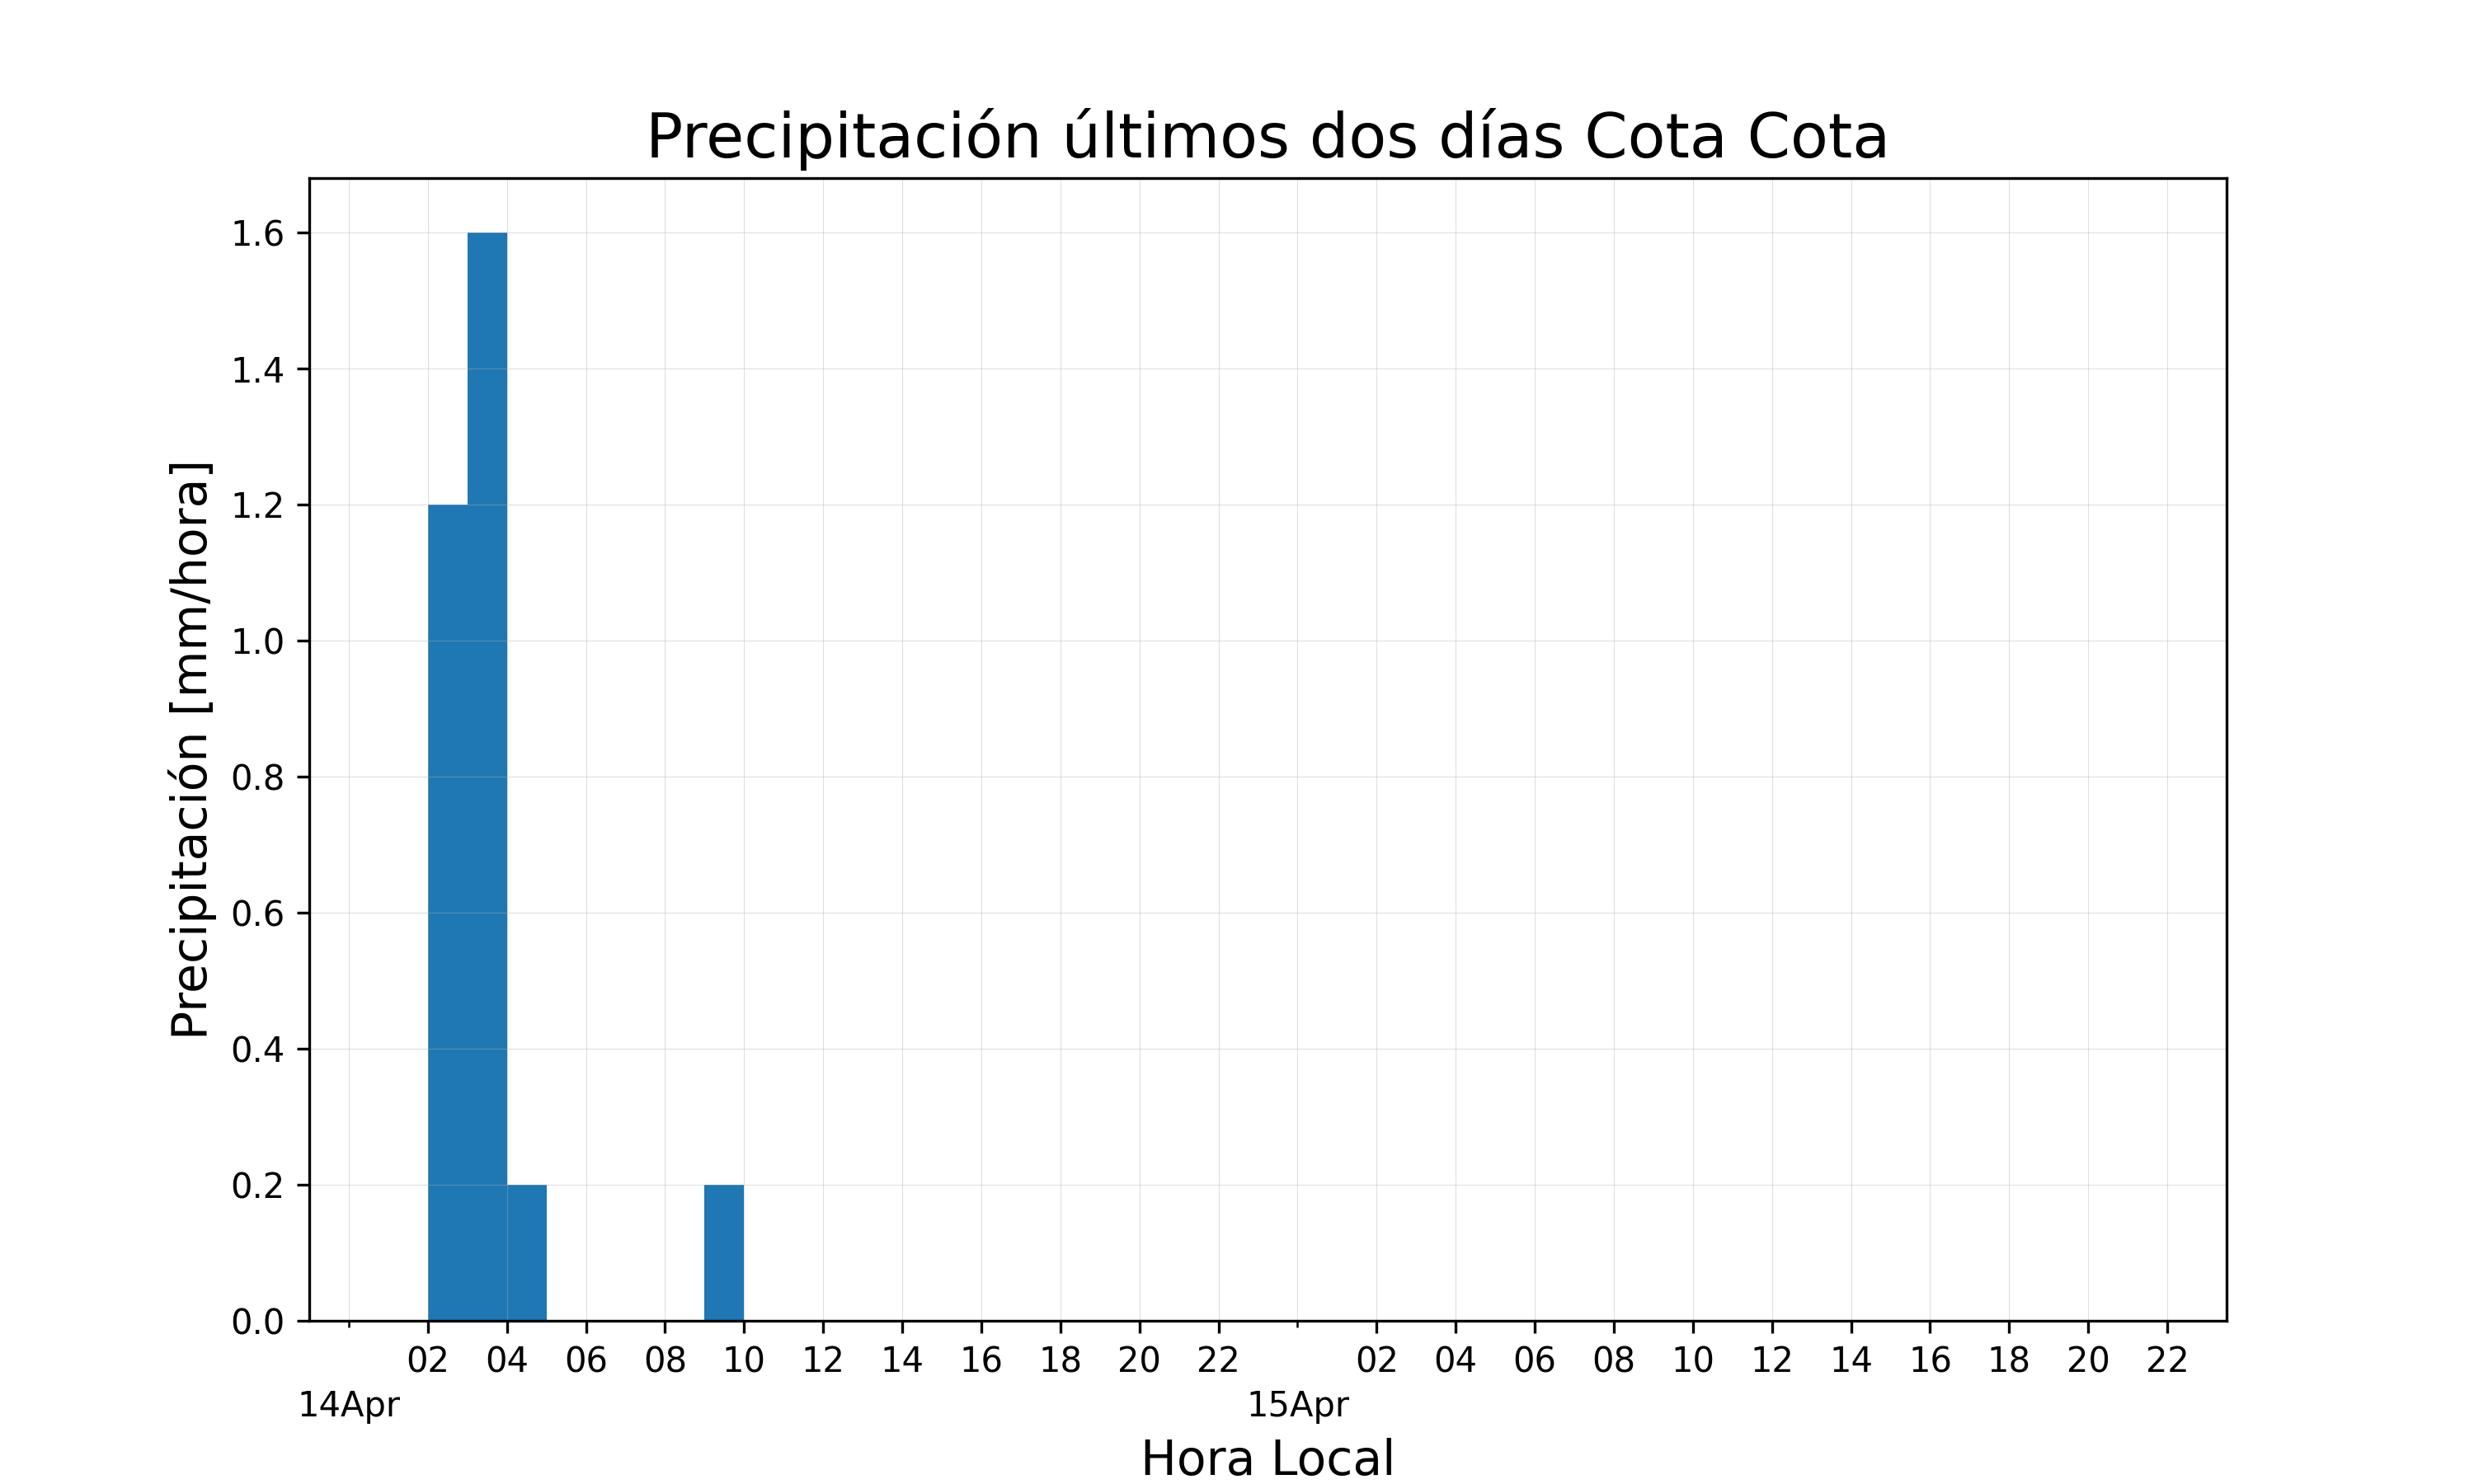 Precipitación últimos dos días Cota Cota
Precipitación [mm/hora]
1.6
1.4
1.2
1.0
0.8
0.6
0.4
0.2
0.0
02 04 06 08 10 12 14 16 18 20 22 02 04 06 08 10 12 14 16 18 20 22
14Apr 15Apr
Hora Local